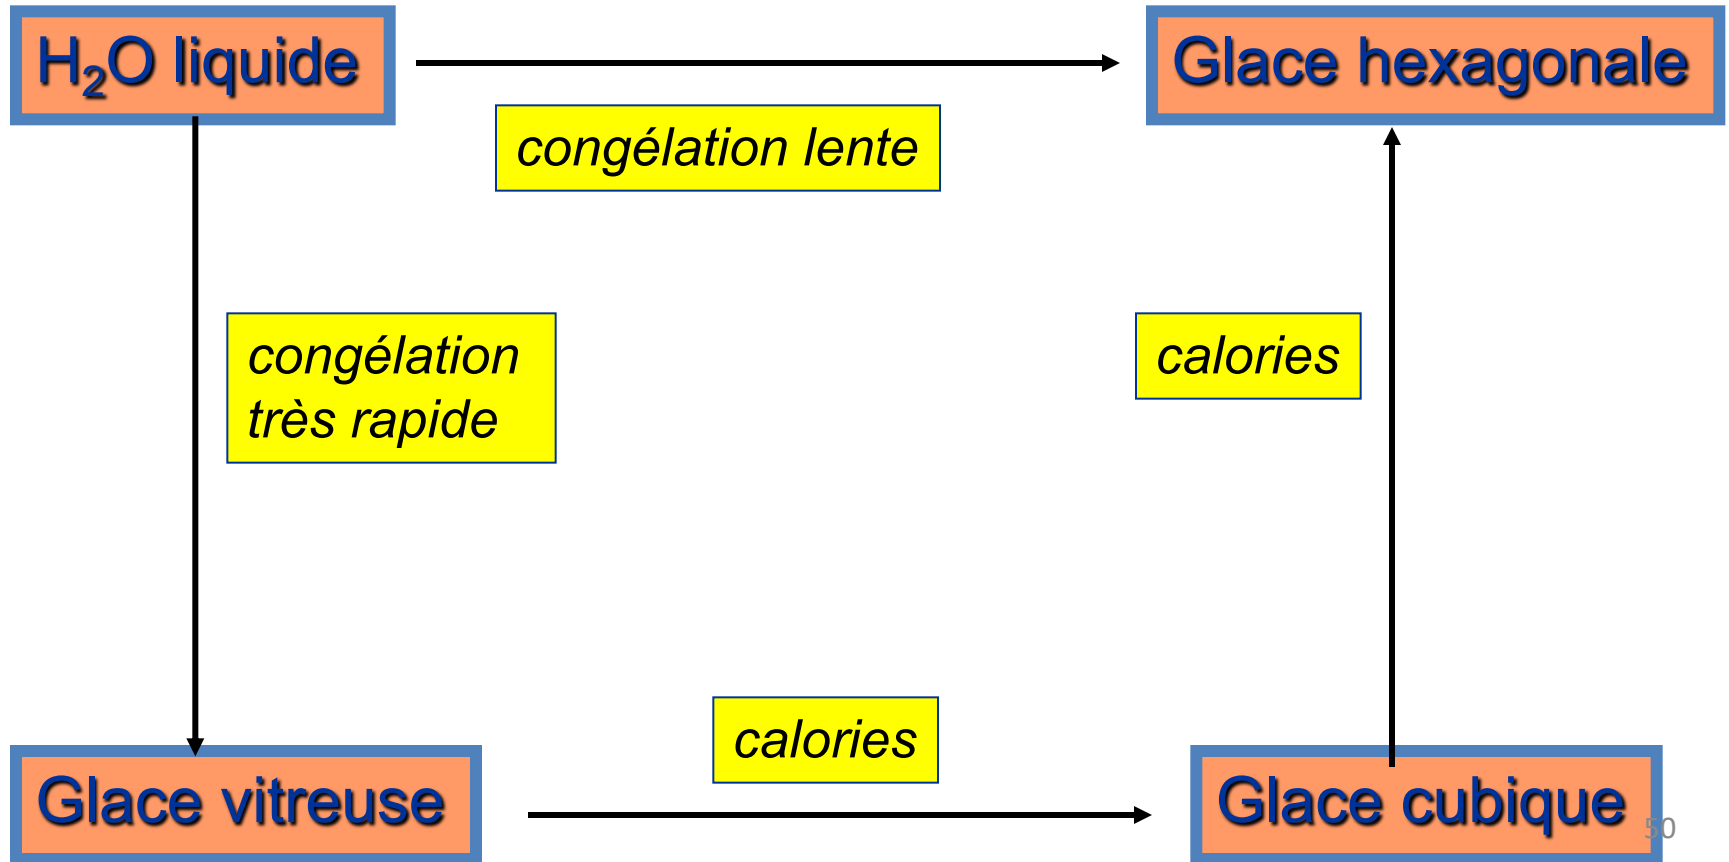 H₂O liquide
Glace hexagonale
congélation lente
congélation
très rapide
calories
calories
Glace vitreuse
Glace cubique
50